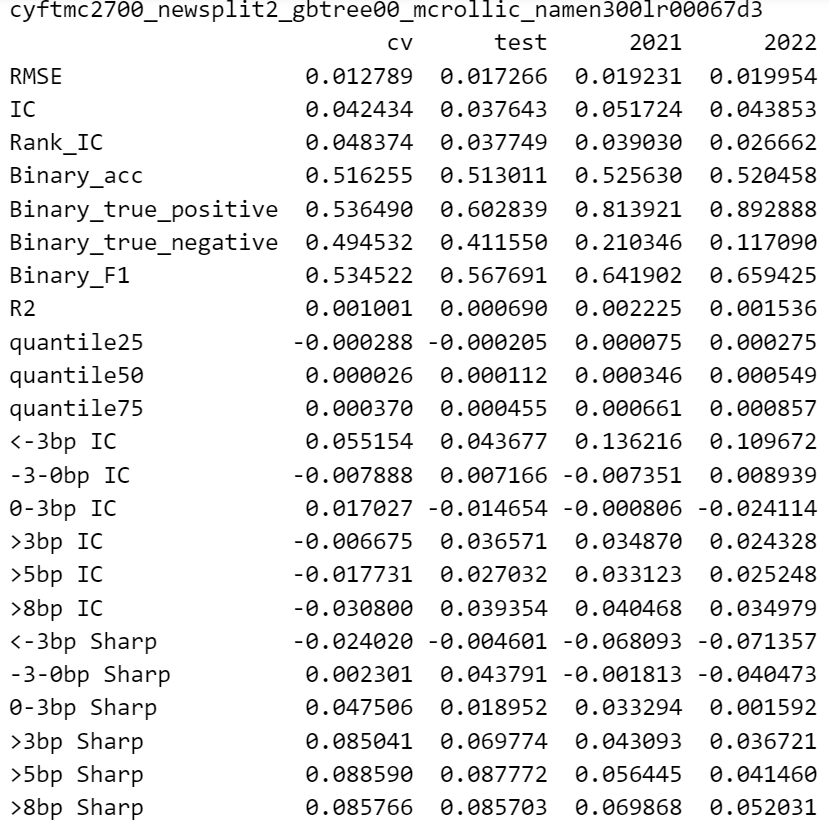 cyftmc2700_newsplit2_gbtree00_mcrollic_namen300lr00067d3
cv test 2021 2022
RMSE 0.012789 0.017266 0.019231 0.019954
IC 0.042434 0.037643 0.051724 0.043853
Rank_IC 0.048374 0.037749 0.039030 0.026662
Binary_acc 0.516255 0.513011 0.525630 0.520458
Binary_true_positive 0.536490 0.602839 0.813921 0.892888
Binary_true_negative 0.494532 0.411550 0.210346 0.117090
Binary_F1 0.534522 0.567691 0.641902 0.659425
R2 0.001001 0.000690 0.002225 0.001536
quantile25 -0.000288 -0.000205 0.000075 0.000275
quantile50 0.000026 0.000112 0.000346 0.000549
quantile75 0.000370 0.000455 0.000661 0.000857
<-3bp IC 0.055154 0.043677 0.136216 0.109672
-3-0bp IC -0.007888 0.007166 -0.007351 0.008939
0-3bp IC 0.017027 -0.014654 -0.000806 -0.024114
>3bp IC -0.006675 0.036571 0.034870 0.024328
>5bp IC -0.017731 0.027032 0.033123 0.025248
>8bp IC -0.030800 0.039354 0.040468 0.034979
<-3bp Sharp -0.024020 -0.004601 -0.068093 -0.071357
-3-0bp Sharp 0.002301 0.043791 -0.001813 -0.040473
0-3bp Sharp 0.047506 0.018952 0.033294 0.001592
>3bp Sharp 0.085041 0.069774 0.043093 0.036721
>5bp Sharp 0.088590 0.087772 0.056445 0.041460
>8bp Sharp 0.085766 0.085703 0.069868 0.052031